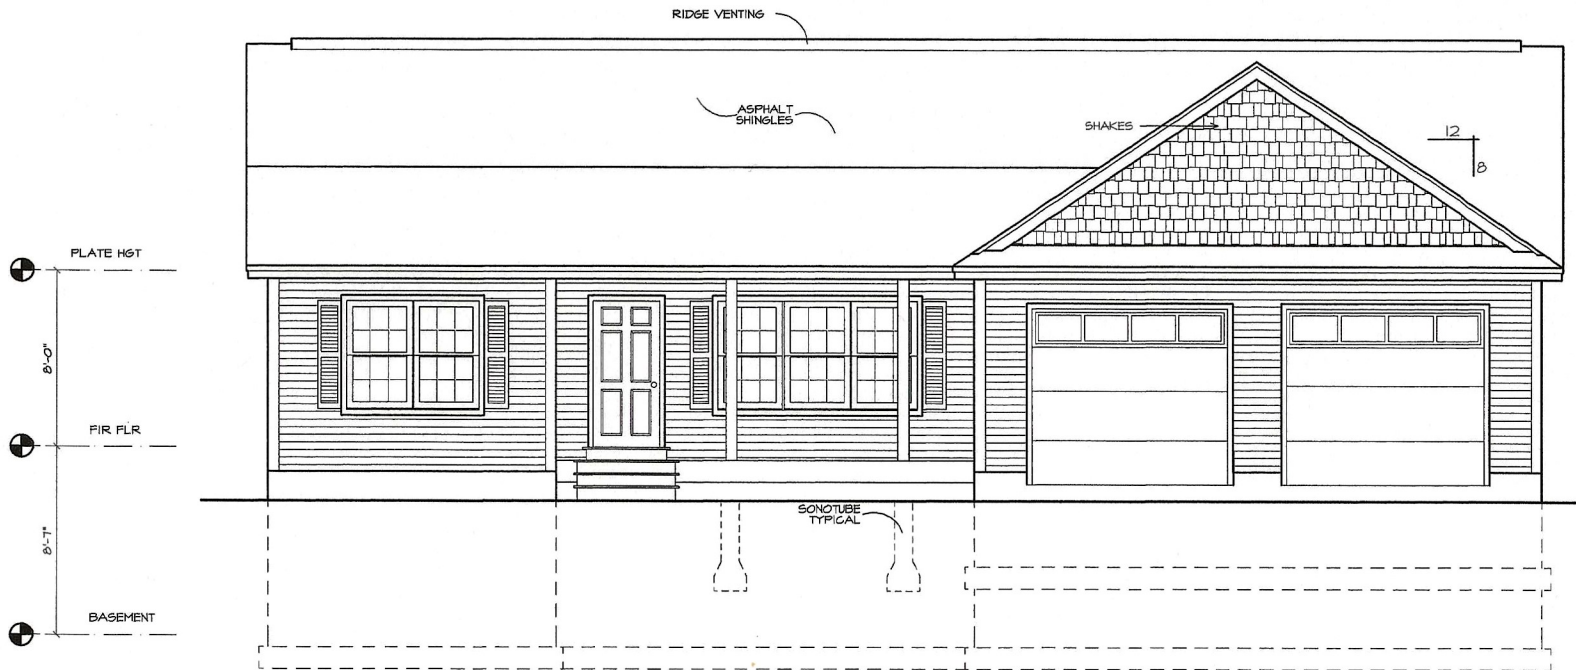 RIDGE VENTING
ASPHALT
SHINGLES
SHAKES
12
8
PLATE HGT
8'-0"
FIR FLR
SONOTUBE
TYPICAL
8'-7"
BASEMENT